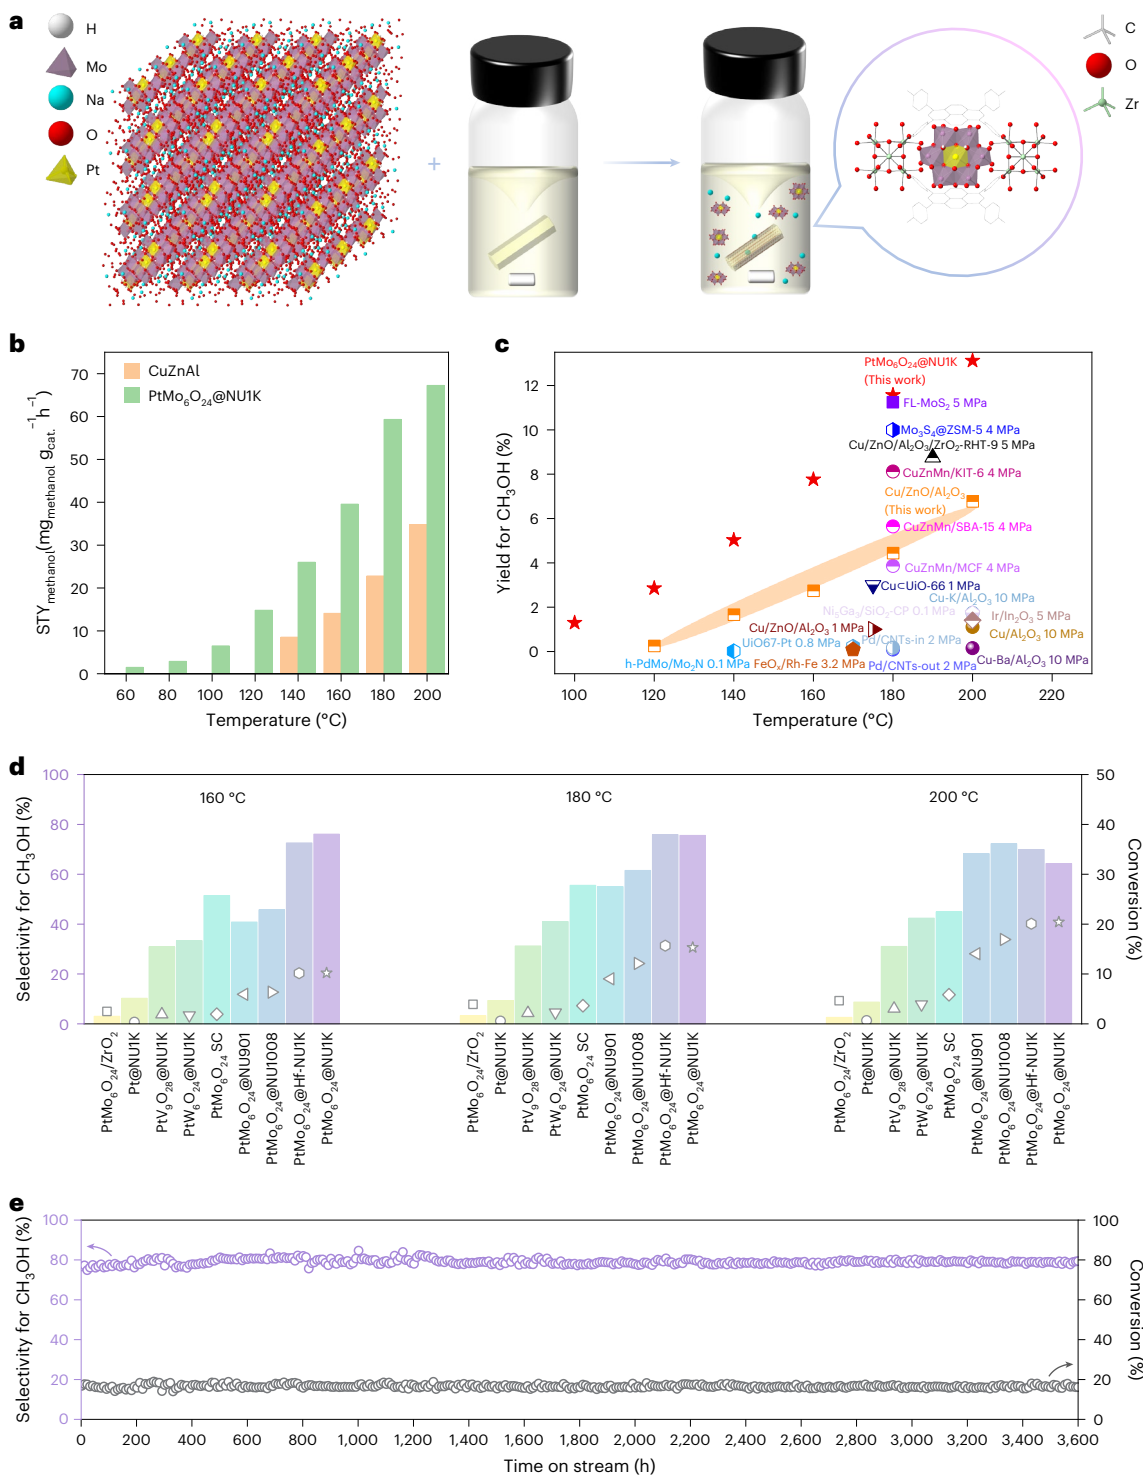 a
H
Mo
Na
O
Pt
+
C
O
Zr
b
CuZnAl
PtMo₆O₂₄@NU1K
STY_methanol (mg_methanol g_cat.⁻¹ h⁻¹)
70
60
50
40
30
20
10
0
60 80 100 120 140 160 180 200
Temperature (°C)
c
Yield for CH₃OH (%)
12
10
8
6
4
2
0
PtMo₆O₂₄@NU1K
(This work)
FL-MoS₂ 5 MPa
Mo₃S₄@ZSM-5 4 MPa
Cu/ZnO/Al₂O₃/ZrO₂-RHT-9 5 MPa
CuZnMn/KIT-6 4 MPa
Cu/ZnO/Al₂O₃
(This work)
CuZnMn/SBA-15 4 MPa
CuZnMn/MCF 4 MPa
Cu⊂UiO-66 1 MPa
Cu-K/Al₂O₃ 10 MPa
Ni₅Ga₃/SiO₂-CP 0.1 MPa
Ir/In₂O₃ 5 MPa
Cu/ZnO/Al₂O₃ 1 MPa
Cu/Al₂O₃ 10 MPa
UiO67-Pt 0.8 MPa
Pd/CNTs-in 2 MPa
h-PdMo/Mo₂N 0.1 MPa
FeOₓ/Rh-Fe 3.2 MPa
Pd/CNTs-out 2 MPa
Cu-Ba/Al₂O₃ 10 MPa
100 120 140 160 180 200 220
Temperature (°C)
d
Selectivity for CH₃OH (%)
100
80
60
40
20
0
160 °C
180 °C
200 °C
50
40
30
20
10
0
Conversion (%)
PtMo₆O₂₄/ZrO₂
Pt@NU1K
PtV₉O₂₈@NU1K
PtW₆O₂₄@NU1K
PtMo₆O₂₄ SC
PtMo₆O₂₄@NU901
PtMo₆O₂₄@NU1008
PtMo₆O₂₄@Hf-NU1K
PtMo₆O₂₄@NU1K
PtMo₆O₂₄/ZrO₂
Pt@NU1K
PtV₉O₂₈@NU1K
PtW₆O₂₄@NU1K
PtMo₆O₂₄ SC
PtMo₆O₂₄@NU901
PtMo₆O₂₄@NU1008
PtMo₆O₂₄@Hf-NU1K
PtMo₆O₂₄@NU1K
PtMo₆O₂₄/ZrO₂
Pt@NU1K
PtV₉O₂₈@NU1K
PtW₆O₂₄@NU1K
PtMo₆O₂₄ SC
PtMo₆O₂₄@NU901
PtMo₆O₂₄@NU1008
PtMo₆O₂₄@Hf-NU1K
PtMo₆O₂₄@NU1K
e
Selectivity for CH₃OH (%)
100
80
60
40
20
0
100
80
60
40
20
0
Conversion (%)
0 200 400 600 800 1,000 1,200 1,400 1,600 1,800 2,000 2,200 2,400 2,600 2,800 3,000 3,200 3,400 3,600
Time on stream (h)